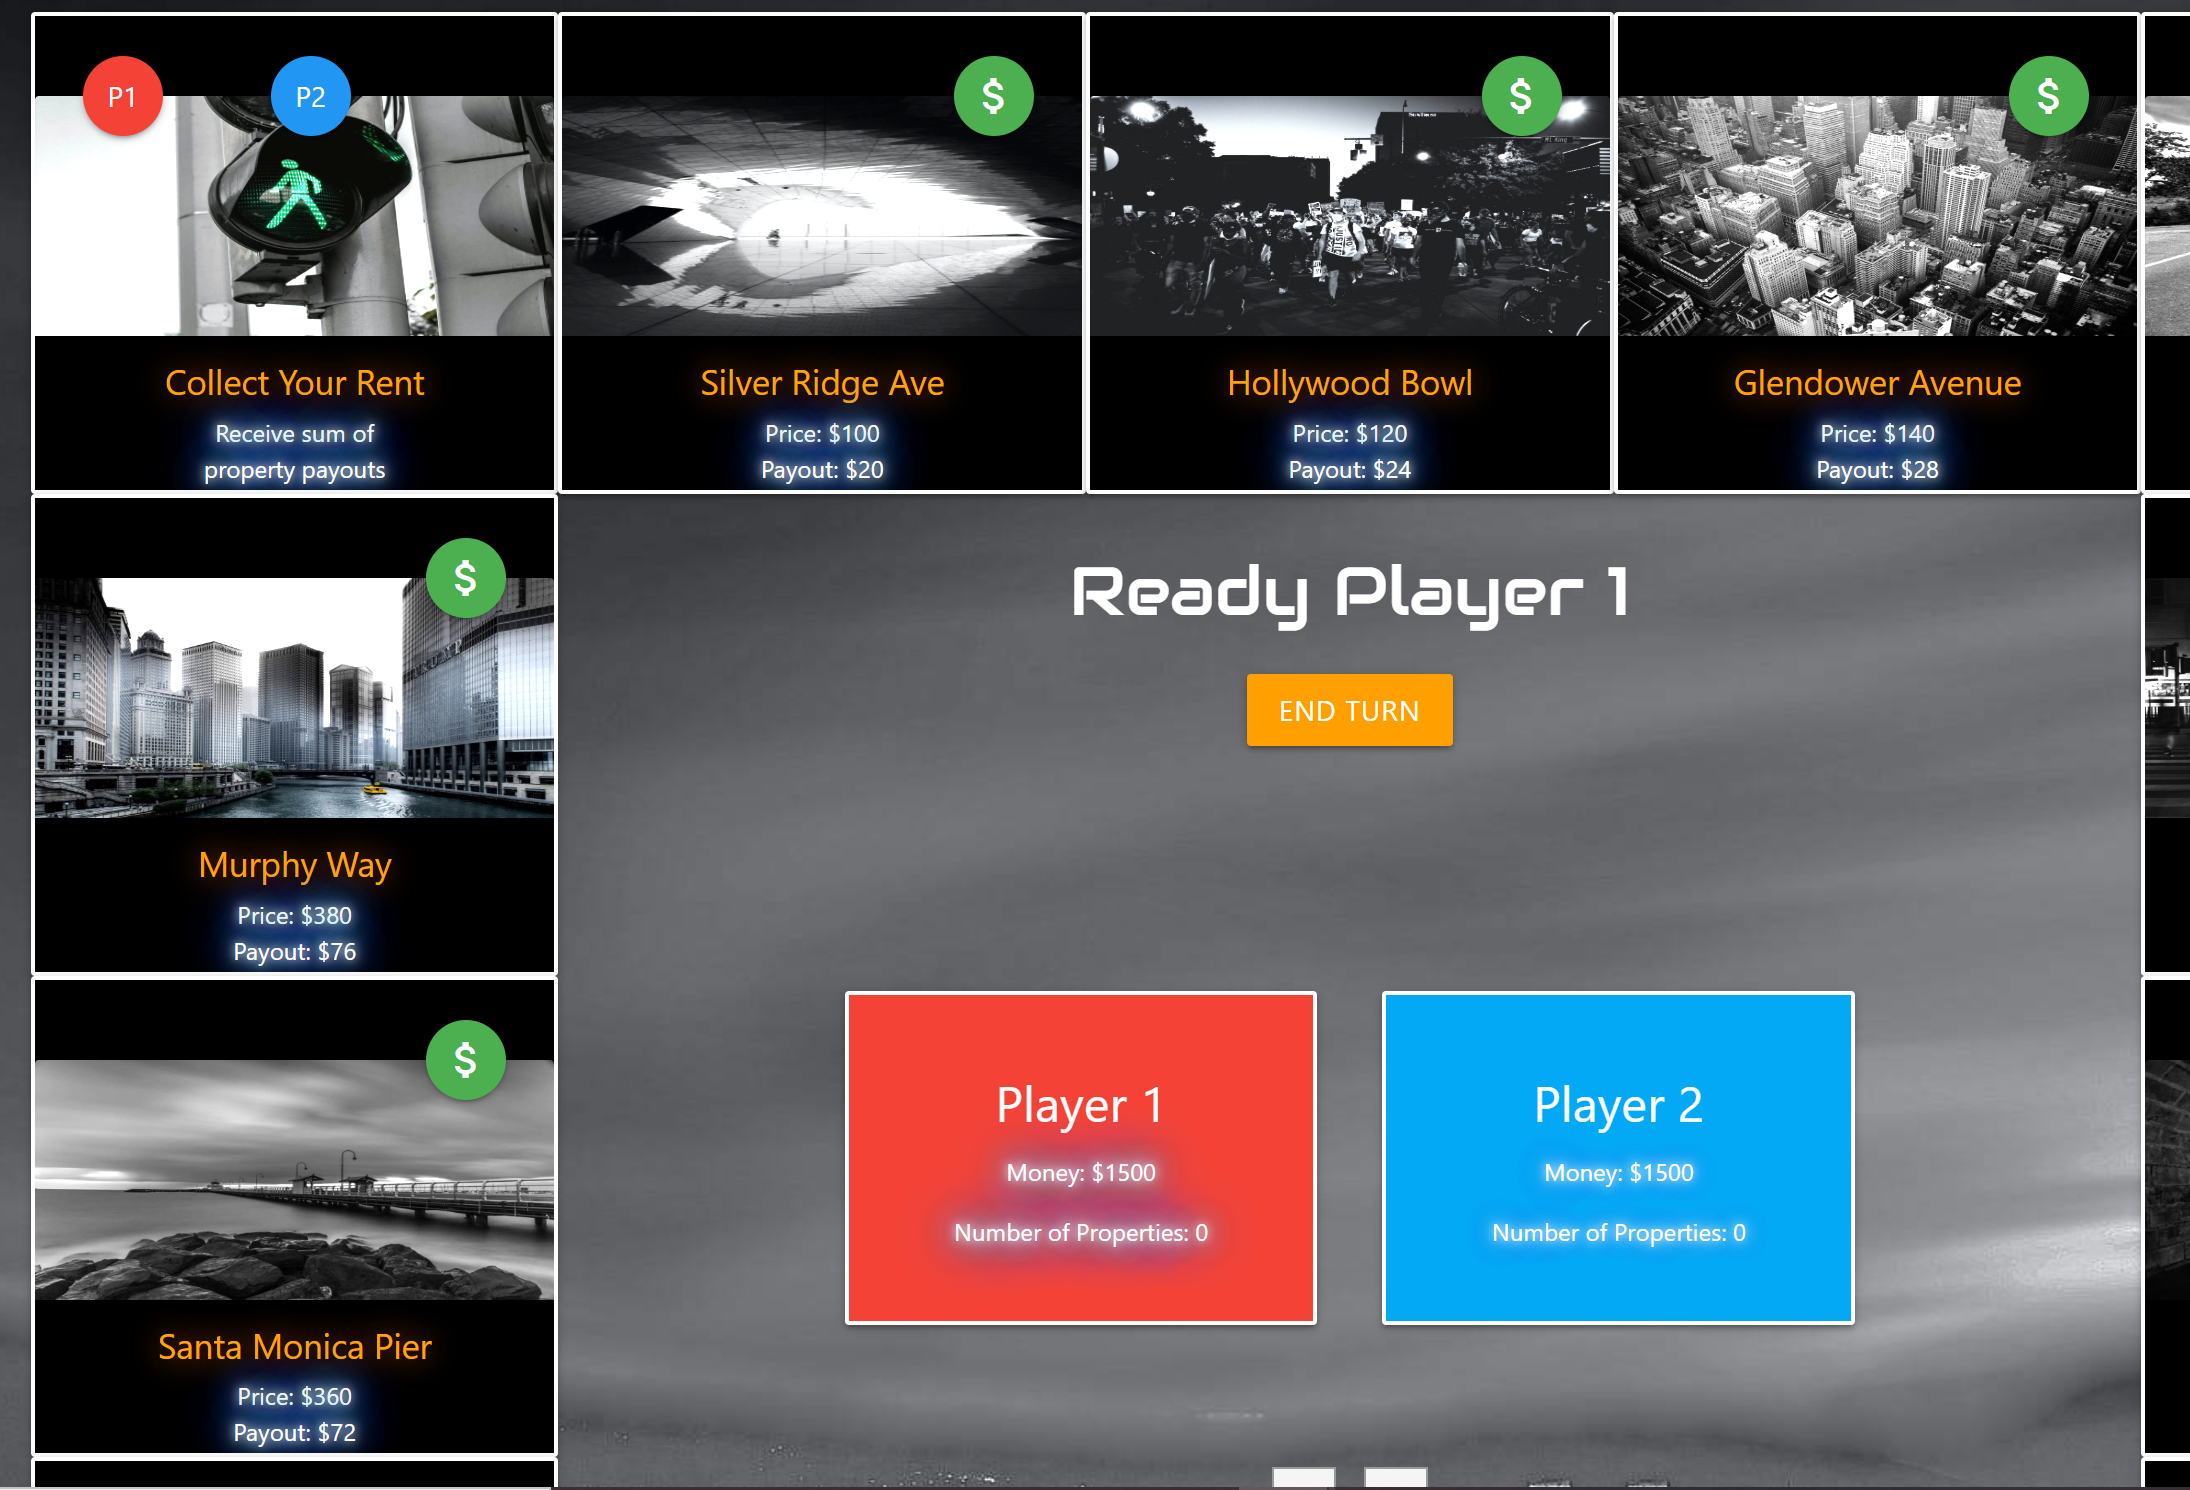 P1
P2
$
$
$
Collect Your Rent
Receive sum of
property payouts
Silver Ridge Ave
Price: $100
Payout: $20
Hollywood Bowl
Price: $120
Payout: $24
Glendower Avenue
Price: $140
Payout: $28
$
TRUMP
Murphy Way
Price: $380
Payout: $76
Ready Player 1
END TURN
$
Santa Monica Pier
Price: $360
Payout: $72
Player 1
Money: $1500
Number of Properties: 0
Player 2
Money: $1500
Number of Properties: 0